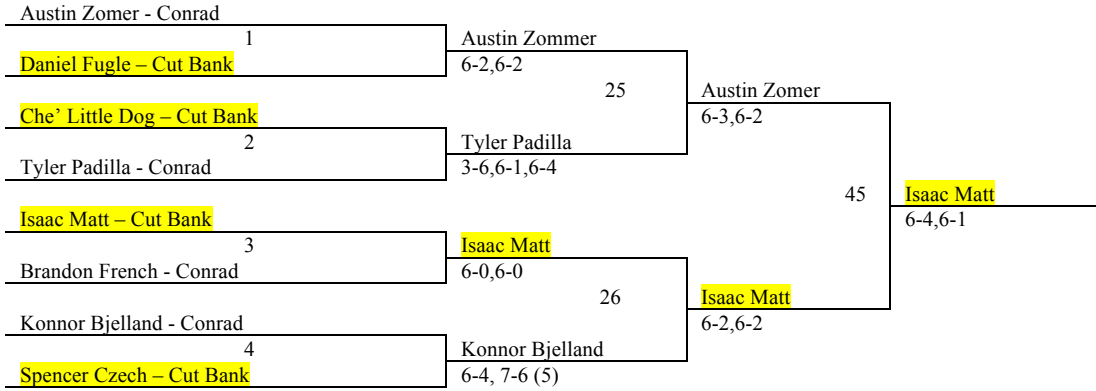 Austin Zomer - Conrad
1
Austin Zommer
Daniel Fugle – Cut Bank
6-2,6-2
25
Austin Zomer
Che’ Little Dog – Cut Bank
6-3,6-2
2
Tyler Padilla
Tyler Padilla - Conrad
3-6,6-1,6-4
45
Isaac Matt
Isaac Matt – Cut Bank
6-4,6-1
3
Isaac Matt
Brandon French - Conrad
6-0,6-0
26
Isaac Matt
Konnor Bjelland - Conrad
6-2,6-2
4
Konnor Bjelland
Spencer Czech – Cut Bank
6-4, 7-6 (5)